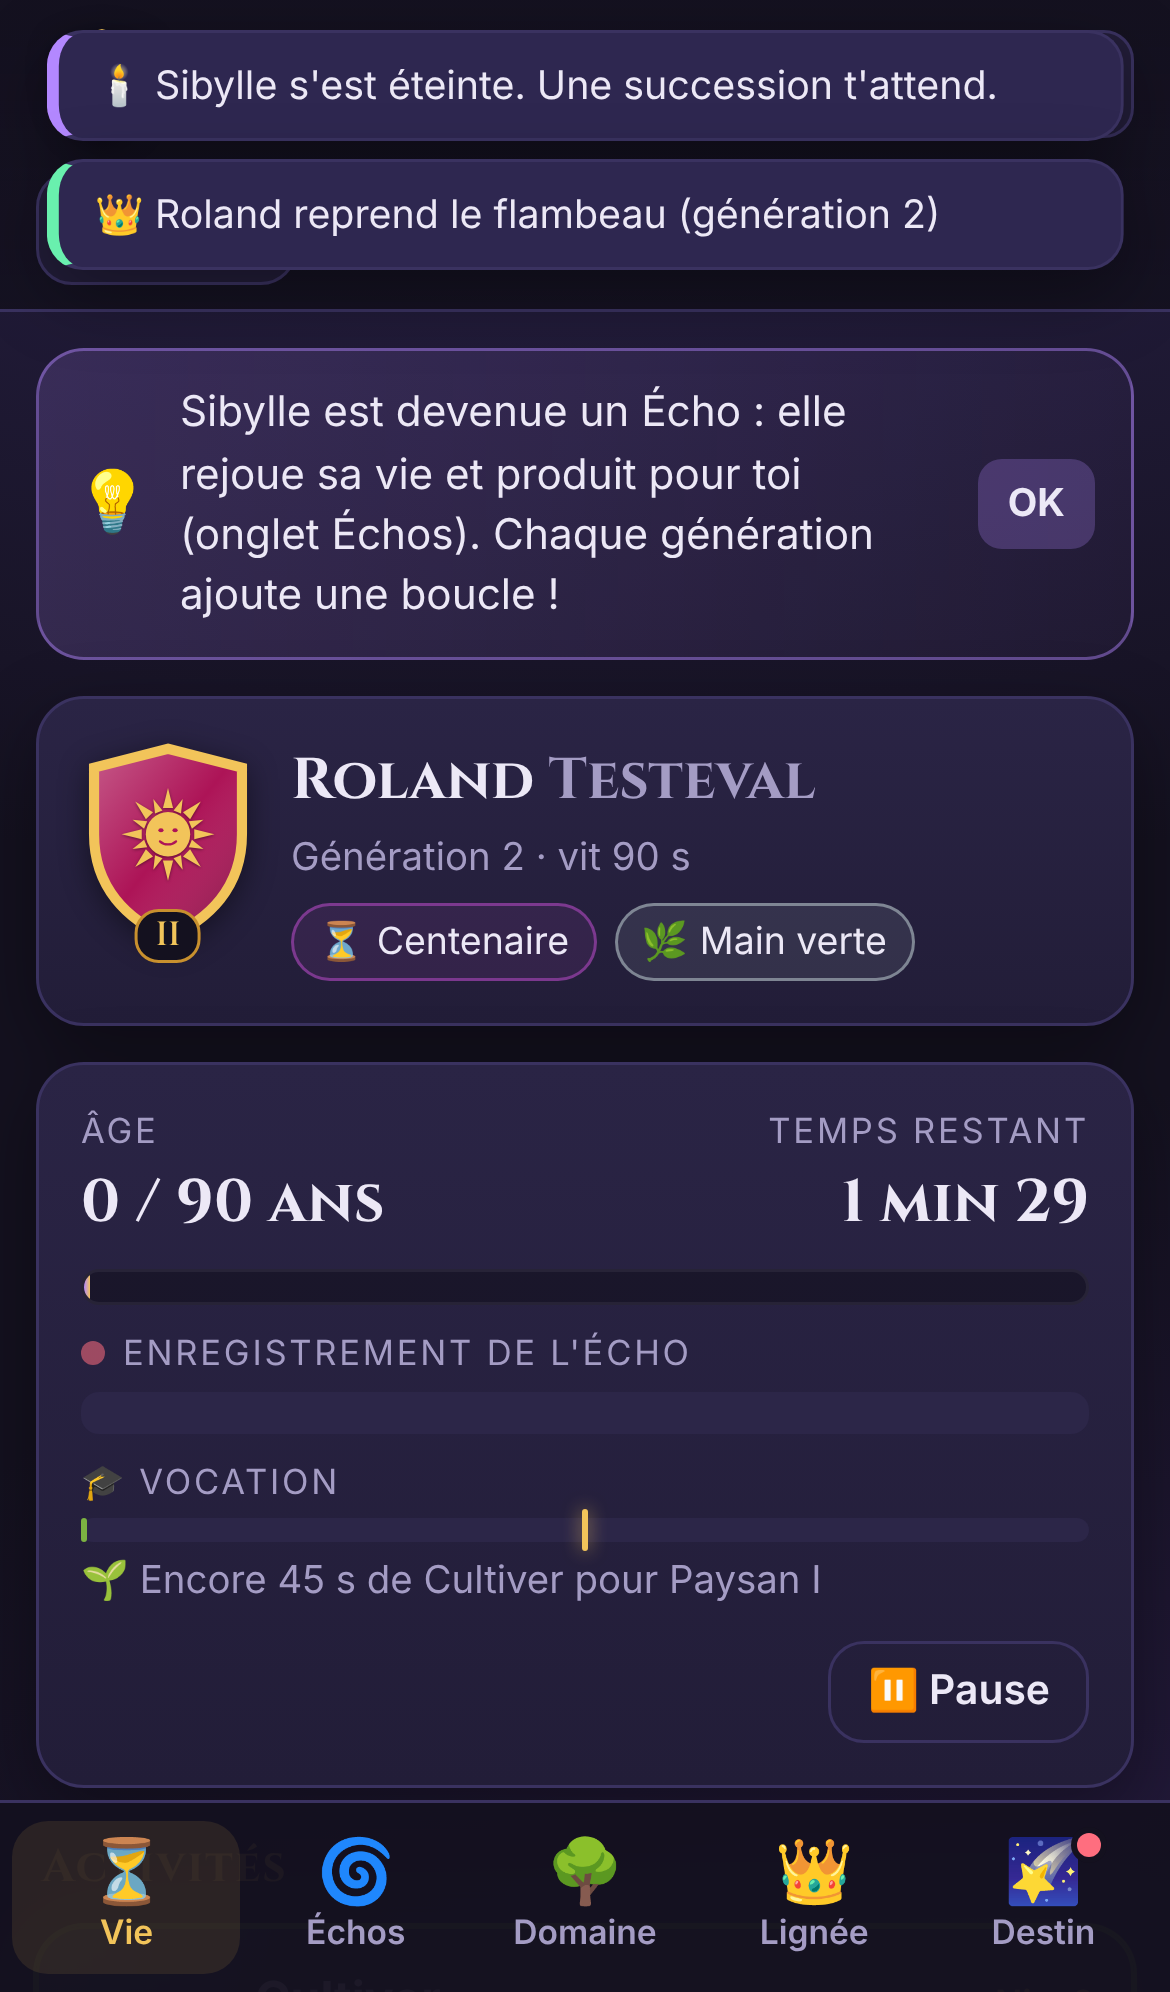 Sibylle s'est éteinte. Une succession t'attend.
Roland reprend le flambeau (génération 2)
Sibylle est devenue un Écho : elle
rejoue sa vie et produit pour toi
(onglet Échos). Chaque génération
ajoute une boucle !
OK
Roland Testeval
II
Génération 2 · vit 90 s
Centenaire
Main verte
ÂGE
TEMPS RESTANT
0 / 90 ANS
1 MIN 29
ENREGISTREMENT DE L'ÉCHO
VOCATION
Encore 45 s de Cultiver pour Paysan I
Pause
Activités
Vie
Échos
Domaine
Lignée
Destin